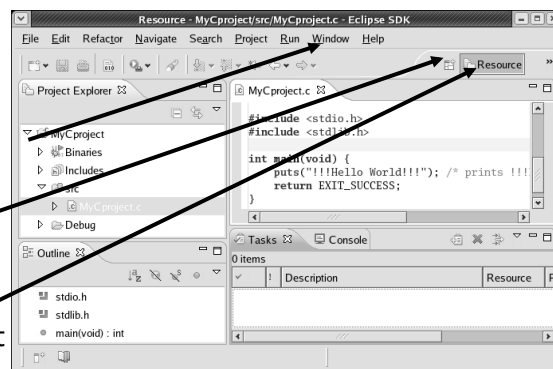 Resource - MyCproject/src/MyCproject.c - Eclipse SDK
File Edit Refactor Navigate Search Project Run Window Help
Resource »
Project Explorer
MyCproject
Binaries
Includes
src
MyCproject.c
Debug
MyCproject.c
#include <stdio.h>
#include <stdlib.h>
int main(void) {
puts("!!!Hello World!!!"); /* prints !!!
return EXIT_SUCCESS;
}
Outline
stdio.h
stdlib.h
main(void) : int
Tasks Console
0 items
! Description Resource
t